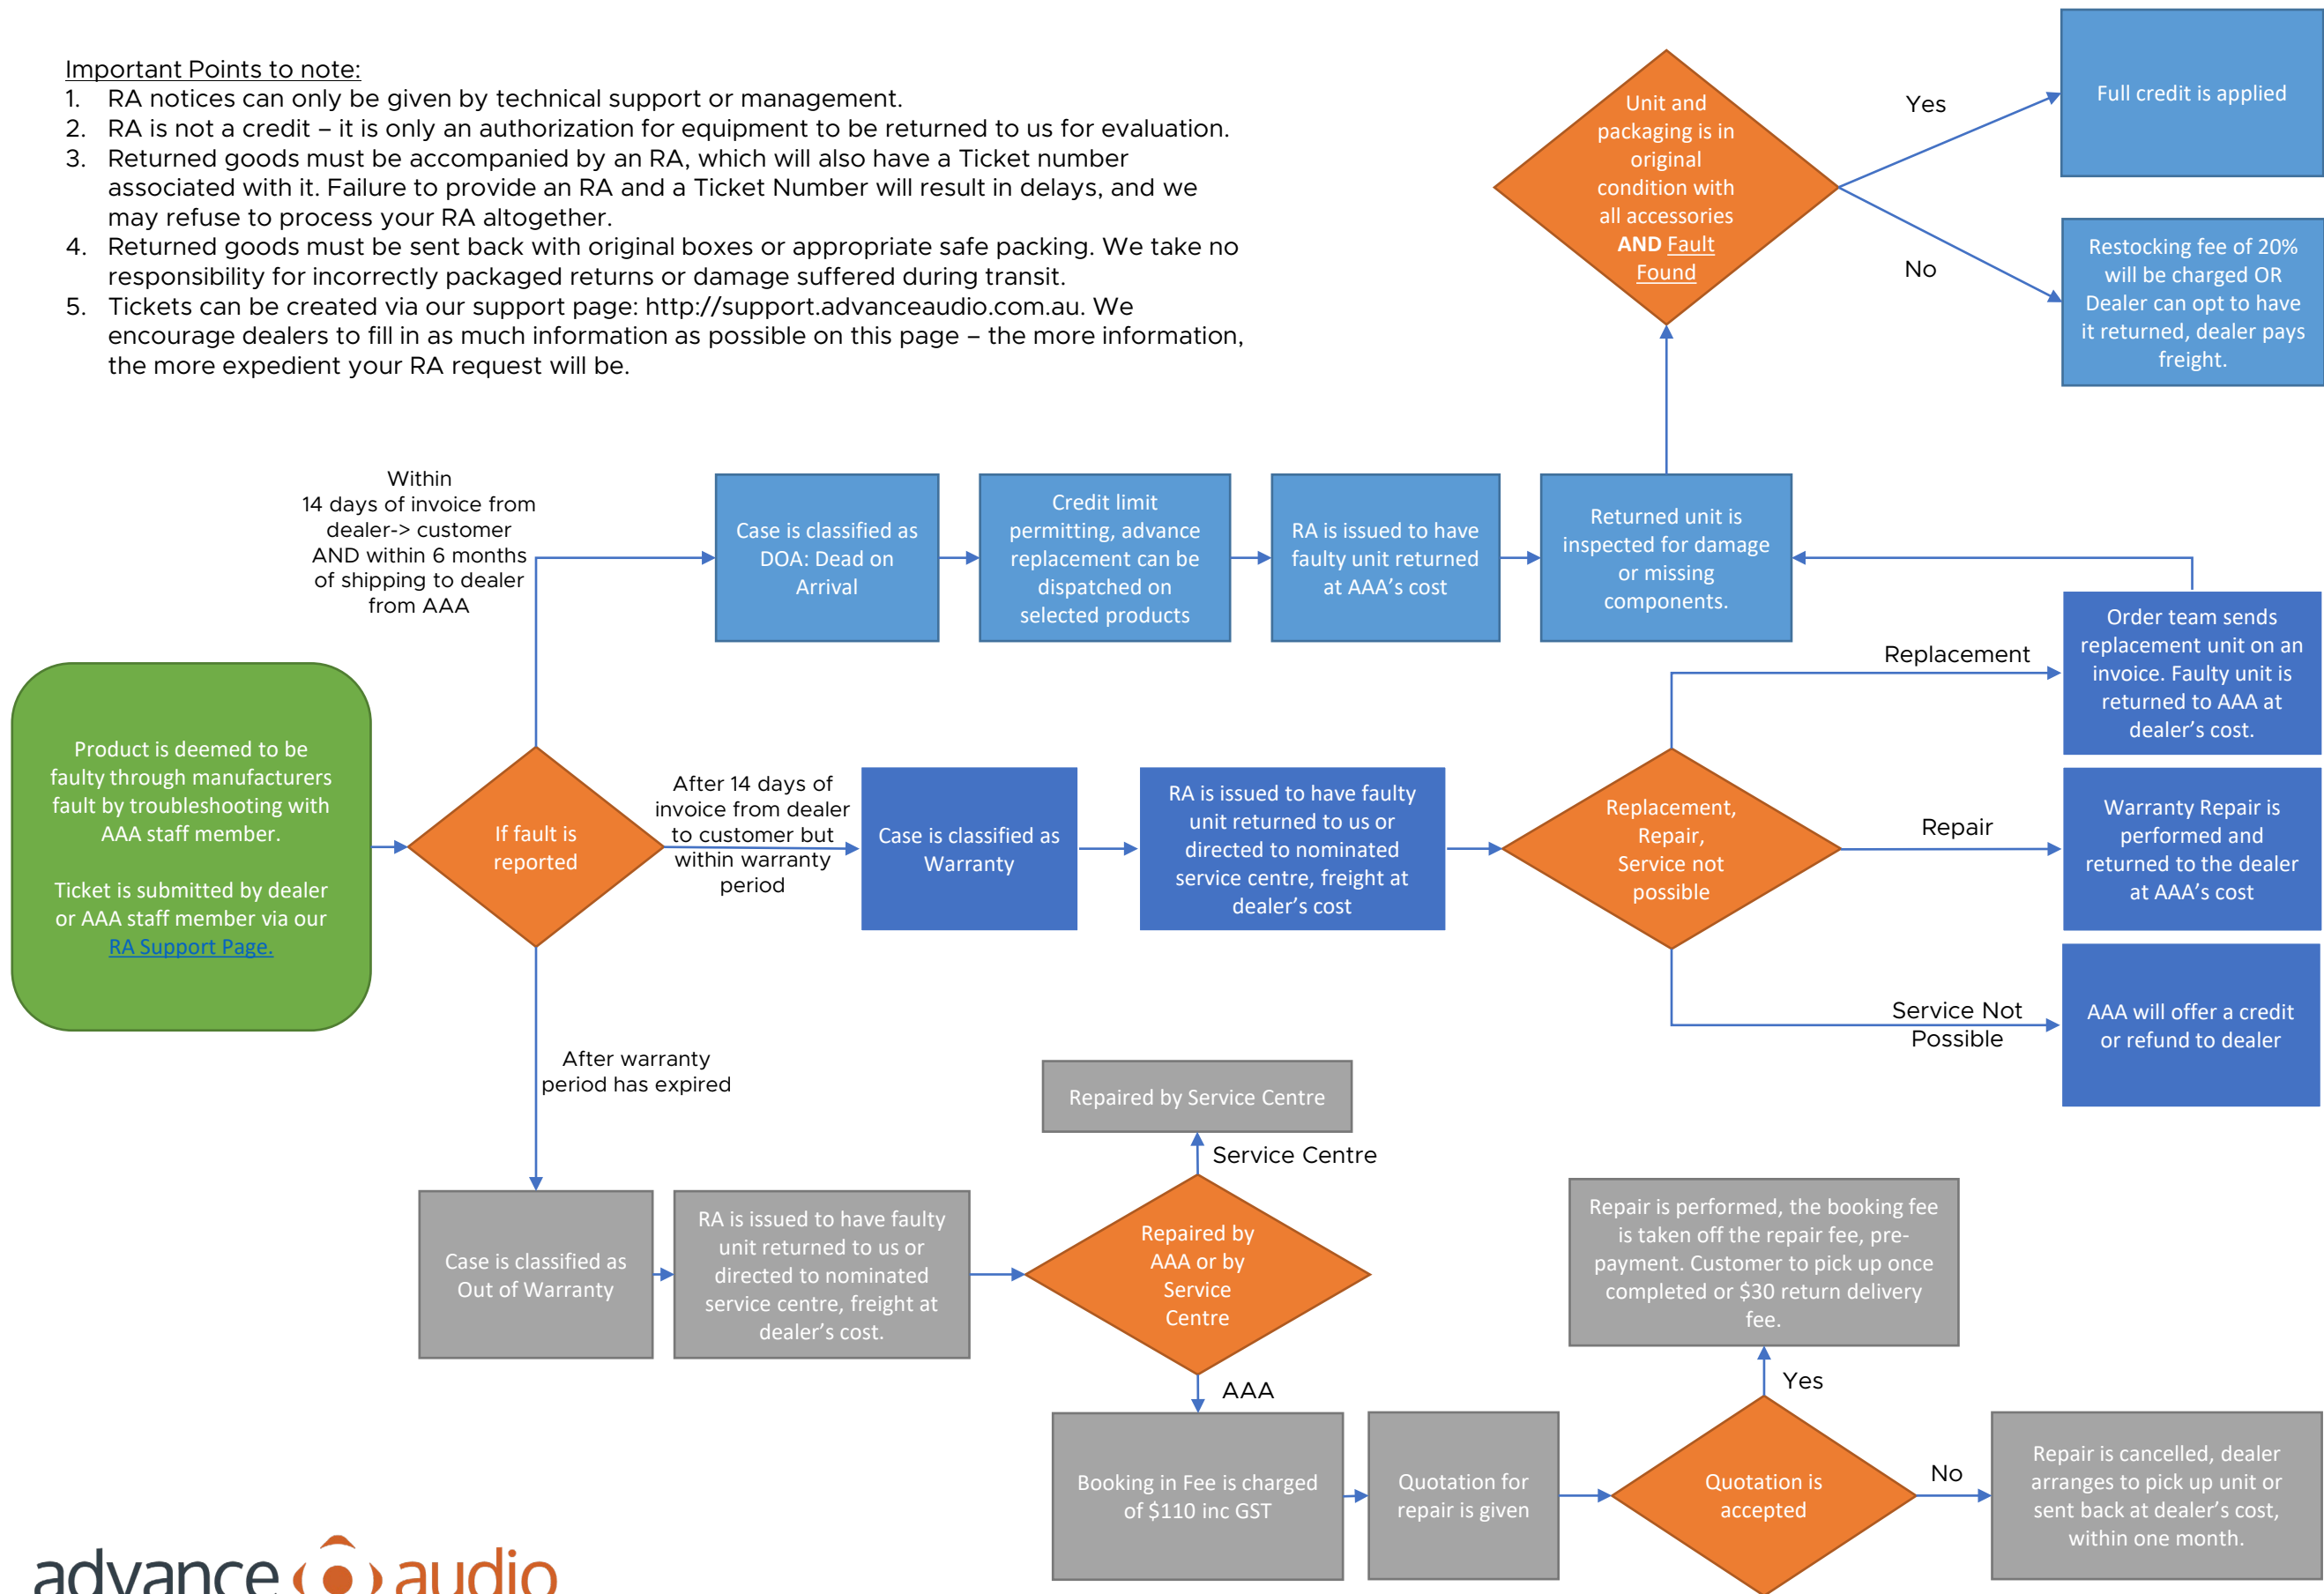 Important Points to note:
1. RA notices can only be given by technical support or management.
2. RA is not a credit – it is only an authorization for equipment to be returned to us for evaluation.
3. Returned goods must be accompanied by an RA, which will also have a Ticket number
associated with it. Failure to provide an RA and a Ticket Number will result in delays, and we
may refuse to process your RA altogether.
4. Returned goods must be sent back with original boxes or appropriate safe packing. We take no
responsibility for incorrectly packaged returns or damage suffered during transit.
5. Tickets can be created via our support page: http://support.advanceaudio.com.au. We
encourage dealers to fill in as much information as possible on this page – the more information,
the more expedient your RA request will be.
Unit and
packaging is in
original
condition with
all accessories
AND Fault
Found
Yes
Full credit is applied
No
Restocking fee of 20%
will be charged OR
Dealer can opt to have
it returned, dealer pays
freight.
Within
14 days of invoice from
dealer-> customer
AND within 6 months
of shipping to dealer
from AAA
Case is classified as
DOA: Dead on
Arrival
Credit limit
permitting, advance
replacement can be
dispatched on
selected products
RA is issued to have
faulty unit returned
at AAA's cost
Returned unit is
inspected for damage
or missing
components.
Product is deemed to be
faulty through manufacturers
fault by troubleshooting with
AAA staff member.
Ticket is submitted by dealer
or AAA staff member via our
RA Support Page.
If fault is
reported
After 14 days of
invoice from dealer
to customer but
within warranty
period
Case is classified as
Warranty
RA is issued to have faulty
unit returned to us or
directed to nominated
service centre, freight at
dealer's cost
Replacement,
Repair,
Service not
possible
Replacement
Order team sends
replacement unit on an
invoice. Faulty unit is
returned to AAA at
dealer's cost.
Repair
Warranty Repair is
performed and
returned to the dealer
at AAA's cost
Service Not
Possible
AAA will offer a credit
or refund to dealer
After warranty
period has expired
Case is classified as
Out of Warranty
RA is issued to have faulty
unit returned to us or
directed to nominated
service centre, freight at
dealer's cost.
Repaired by
AAA or by
Service
Centre
Service Centre
Repaired by Service Centre
AAA
Booking in Fee is charged
of $110 inc GST
Quotation for
repair is given
Quotation is
accepted
Yes
Repair is performed, the booking fee
is taken off the repair fee, pre-
payment. Customer to pick up once
completed or $30 return delivery
fee.
No
Repair is cancelled, dealer
arranges to pick up unit or
sent back at dealer's cost,
within one month.
advance audio